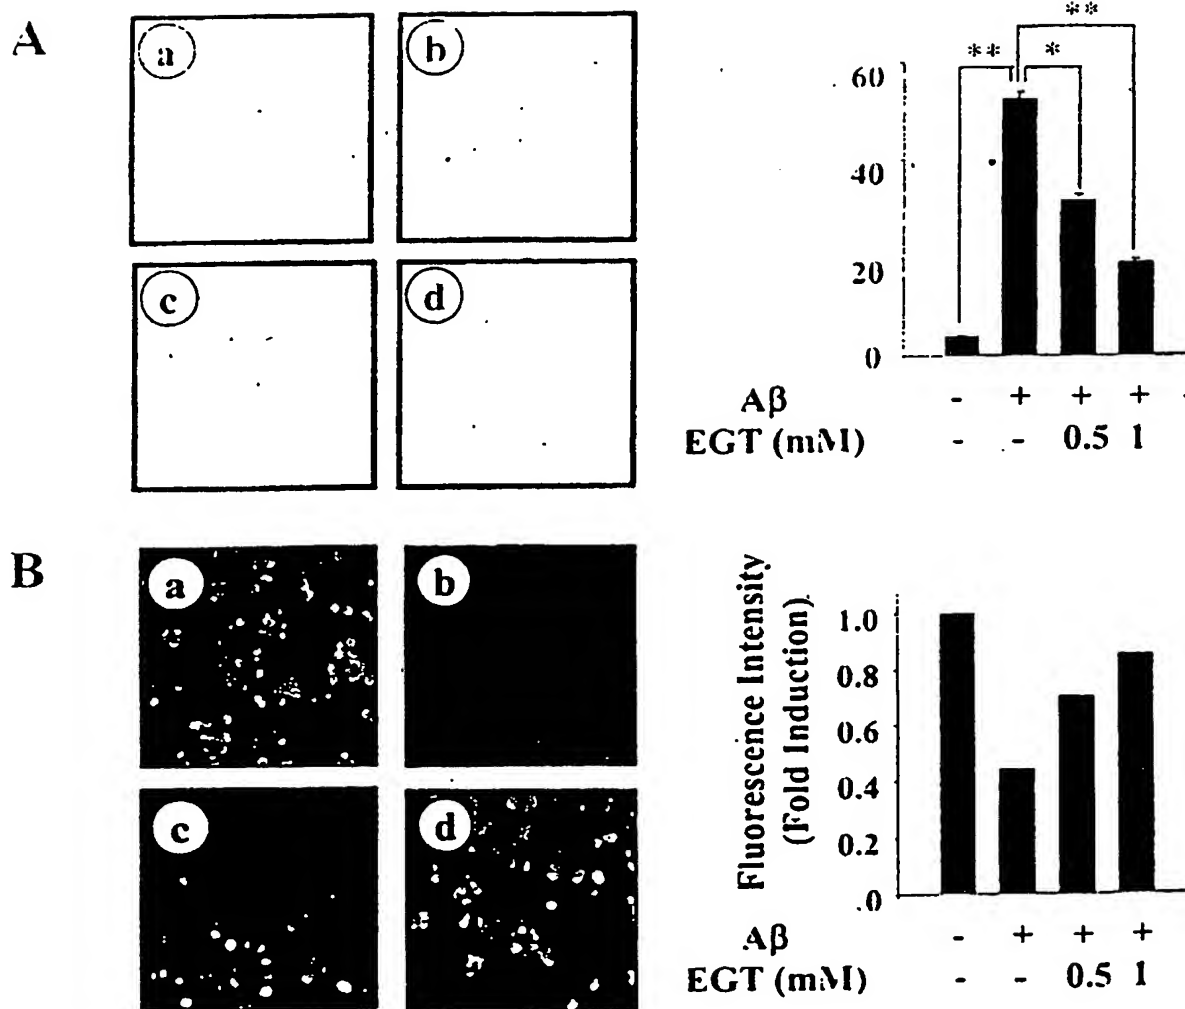 A
a
b
c
d
**
** *
60
40
20
0
Aβ - + + +
EGT (mM) - - 0.5 1
B
a
b
c
d
Fluorescence Intensity
(Fold Induction)
1.0
0.8
0.6
0.4
0.2
.0
Aβ - + + +
EGT (mM) - - 0.5 1